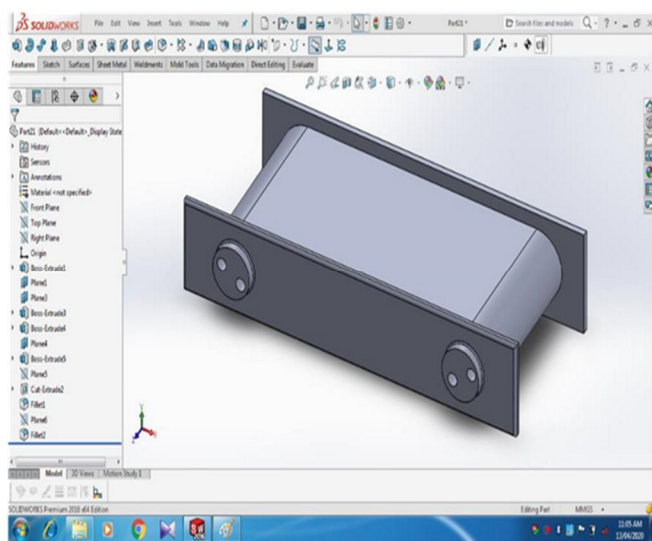 SOLIDWORKS File Edit View Insert Tools Window Help Part21 * Search files and models
Features Sketch Surfaces Sheet Metal Weldments Mold Tools Data Migration Direct Editing Evaluate
Part21 (Default<<Default>_Display State
History
Sensors
Annotations
Material <not specified>
Front Plane
Top Plane
Right Plane
Origin
Boss-Extrude1
Plane1
Plane3
Boss-Extrude3
Boss-Extrude4
Plane4
Boss-Extrude5
Plane5
Cut-Extrude2
Fillet1
Plane6
Fillet2
Model 3D Views Motion Study 1
SOLIDWORKS Premium 2016 x64 Edition Editing Part MMGS
11:05 AM
13/04/2020